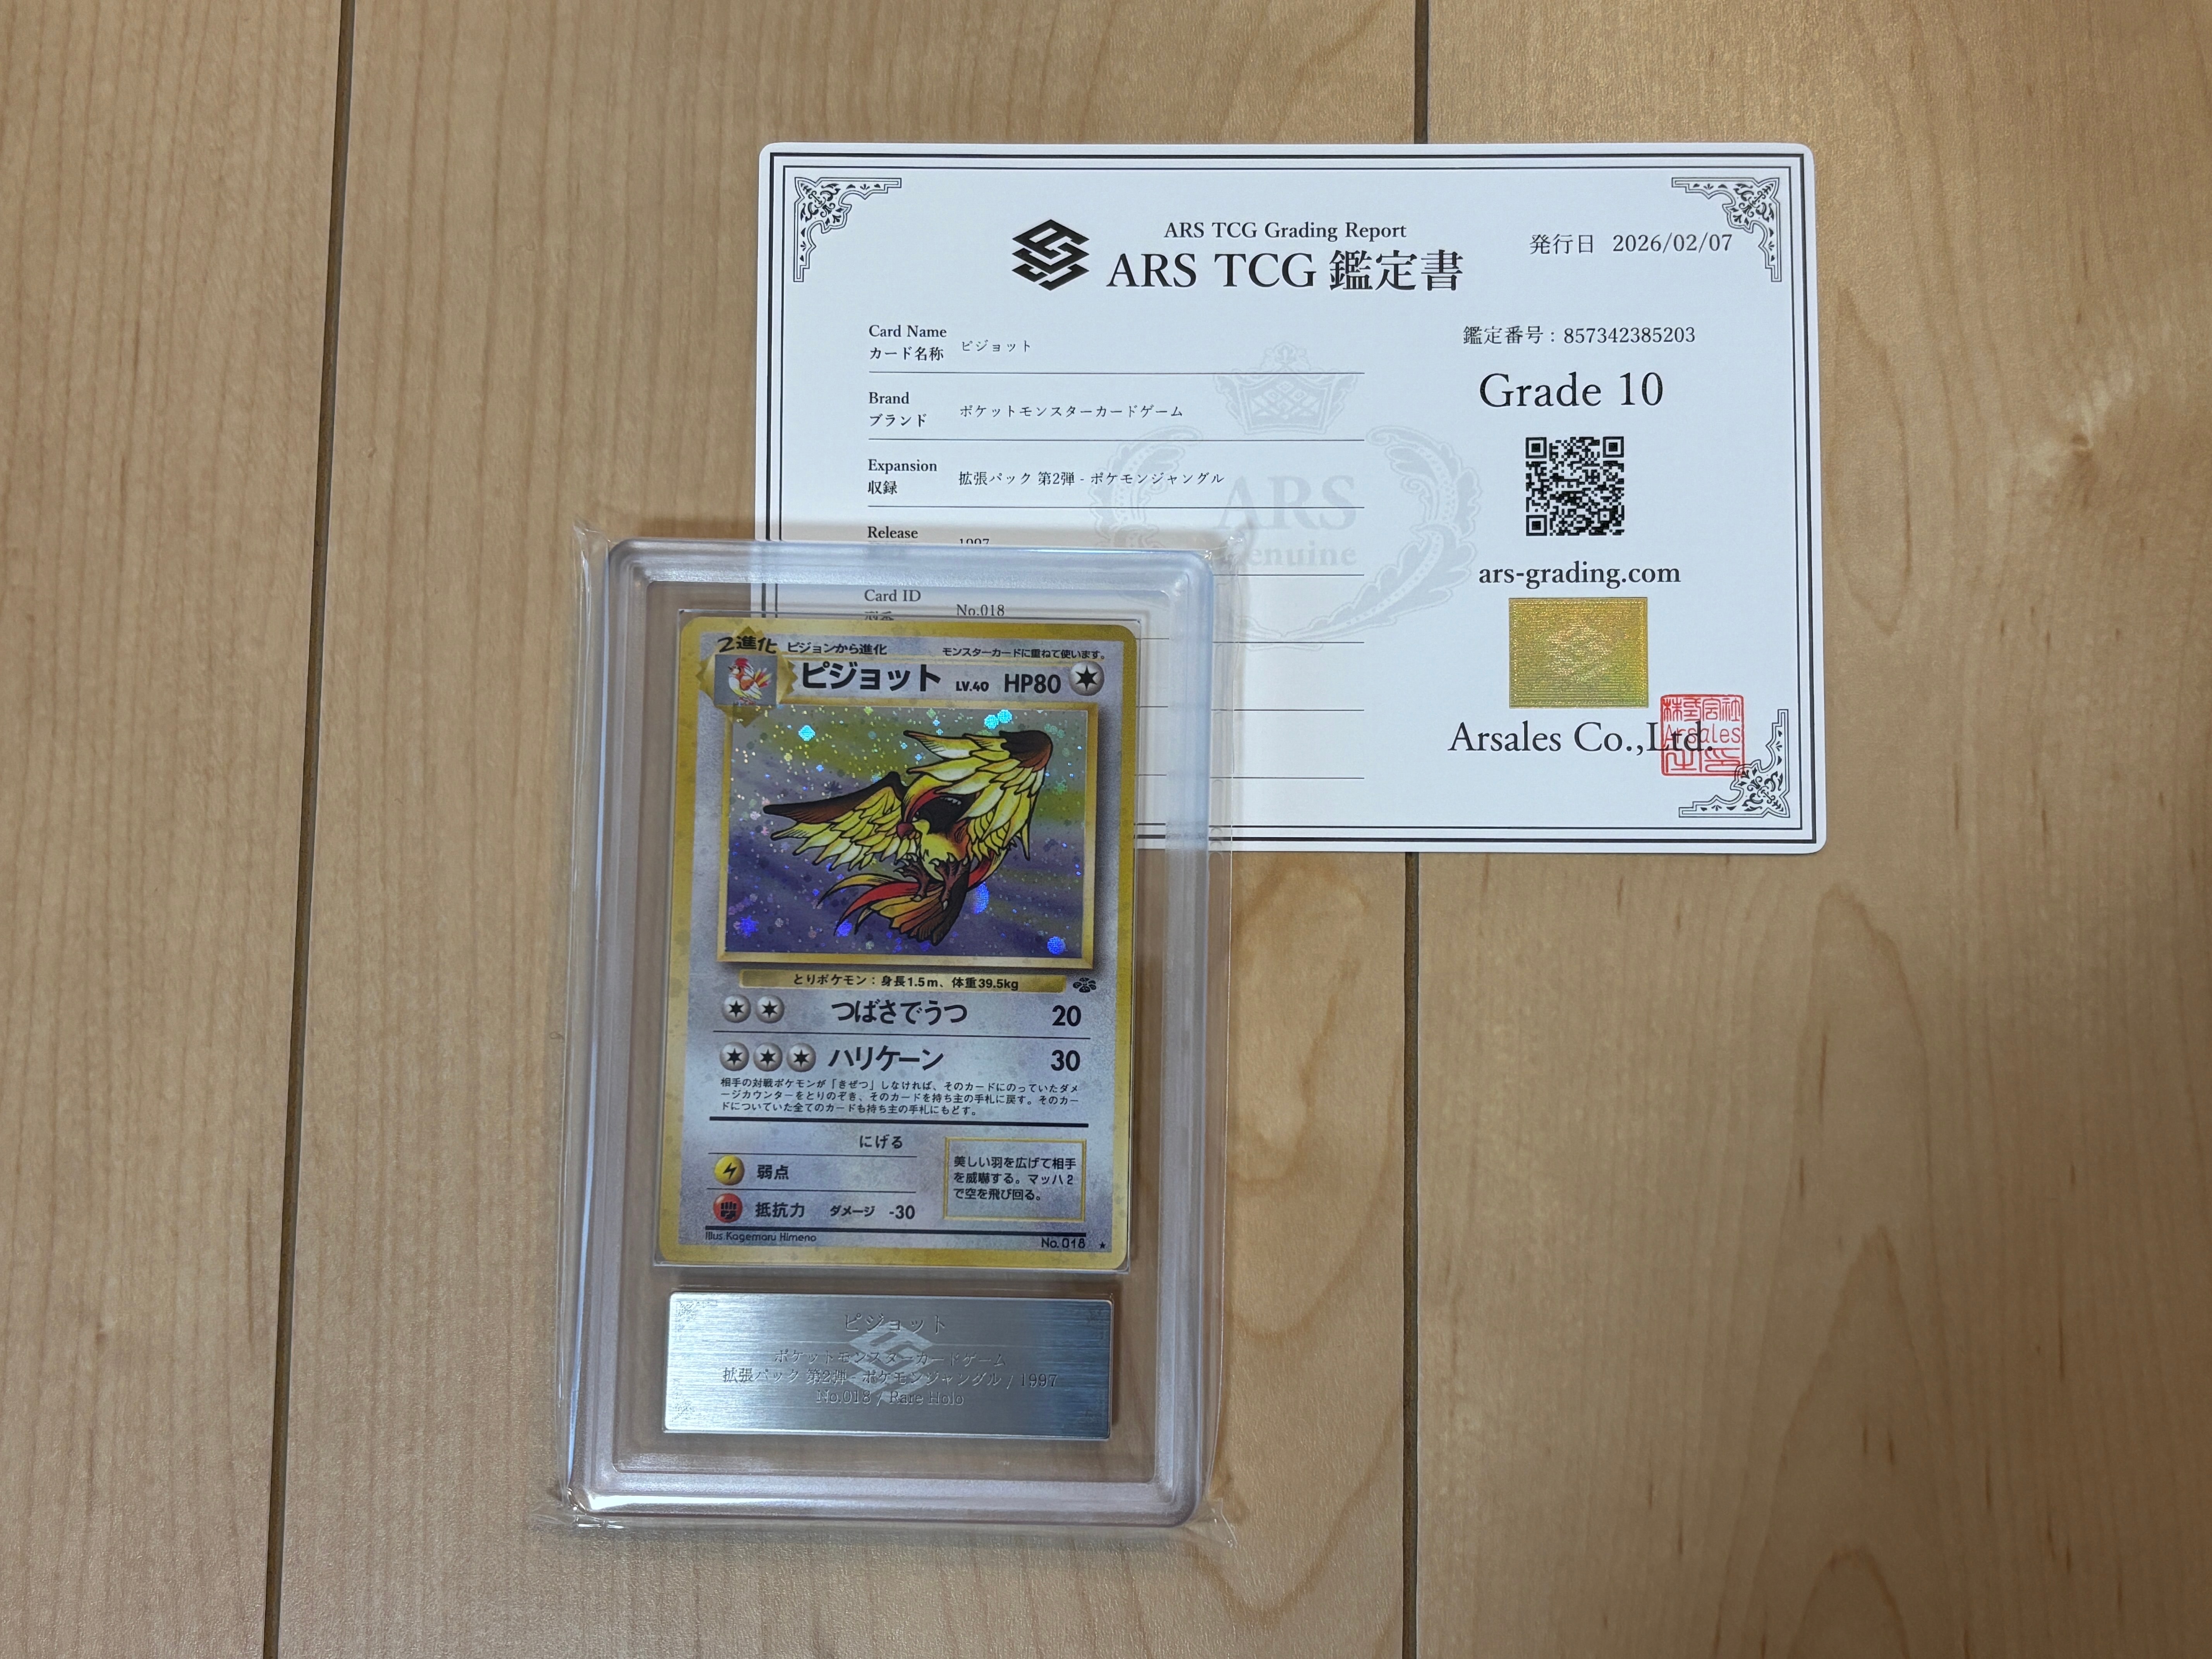 ARS TCG Grading Report
ARS TCG 鑑定書
発行日 2026/02/07
Card Name
カード名称 ピジョット
Brand
ブランド ポケットモンスターカードゲーム
Expansion
収録 拡張パック 第2弾 - ポケモンジャングル
Release
1997
Card ID
No.018
鑑定番号 : 857342385203
Grade 10
ars-grading.com
Arsales Co.,Ltd.
株式会社
Arsales
ARS
Genuine
2進化 ピジョンから進化 モンスターカードに重ねて使います。
ピジョット LV.40 HP80
とりポケモン : 身長1.5m、体重39.5kg
つばさでうつ 20
ハリケーン 30
相手の対戦ポケモンが「きぜつ」しなければ、そのカードにのっていたダメ
ージカウンターをとりのぞき、そのカードを持ち主の手札に戻す。そのカー
ドについていた全てのカードも持ち主の手札にもどす。
にげる
弱点
抵抗力 ダメージ -30
美しい羽を広げて相手
を威嚇する。マッハ2
で空を飛び回る。
Illus Kagemaru Himeno
No. 018 ★
ピジョット
ポケットモンスターカードゲーム
拡張パック 第2弾 - ポケモンジャングル / 1997
No.018 / Rare Holo